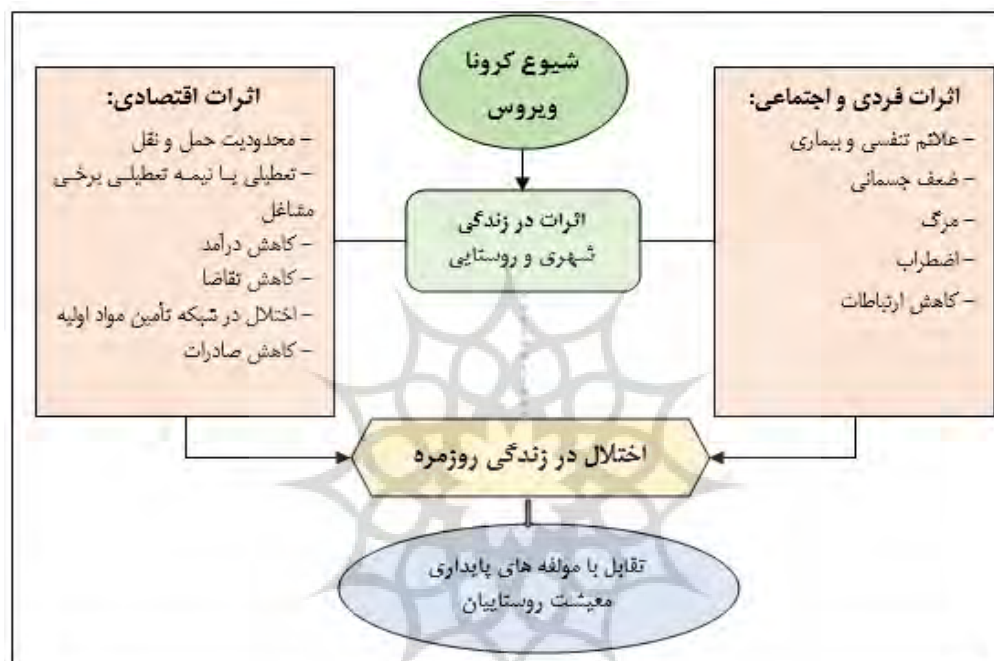 شیوع کرونا
ویروس
اثرات فردی و اجتماعی:
– علائم تنفسی و بیماری
– ضعف جسمانی
– مرگ
– اضطراب
– کاهش ارتباطات
اثرات در زندگی
شهری و روستایی
اثرات اقتصادی:
– محدودیت حمل و نقل
– تعطیلی یا نیمه تعطیلی برخی
مشاغل
– کاهش درآمد
– کاهش تقاضا
– اختلال در شبکه تأمین مواد اولیه
– کاهش صادرات
اختلال در زندگی روزمره
تقابل با مولفه های پایداری
معیشت روستاییان